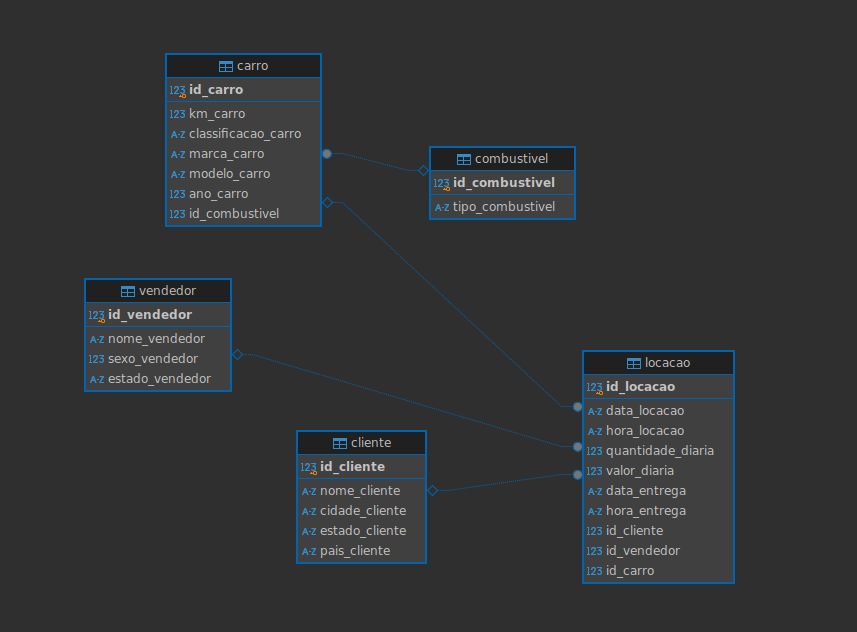 carro
123 id_carro
123 km_carro
A-Z classificacao_carro
A-Z marca_carro
A-Z modelo_carro
123 ano_carro
123 id_combustivel
combustivel
123 id_combustivel
A-Z tipo_combustivel
vendedor
123 id_vendedor
A-Z nome_vendedor
123 sexo_vendedor
A-Z estado_vendedor
cliente
123 id_cliente
A-Z nome_cliente
A-Z cidade_cliente
A-Z estado_cliente
A-Z pais_cliente
locacao
123 id_locacao
A-Z data_locacao
A-Z hora_locacao
123 quantidade_diaria
123 valor_diaria
A-Z data_entrega
A-Z hora_entrega
123 id_cliente
123 id_vendedor
123 id_carro